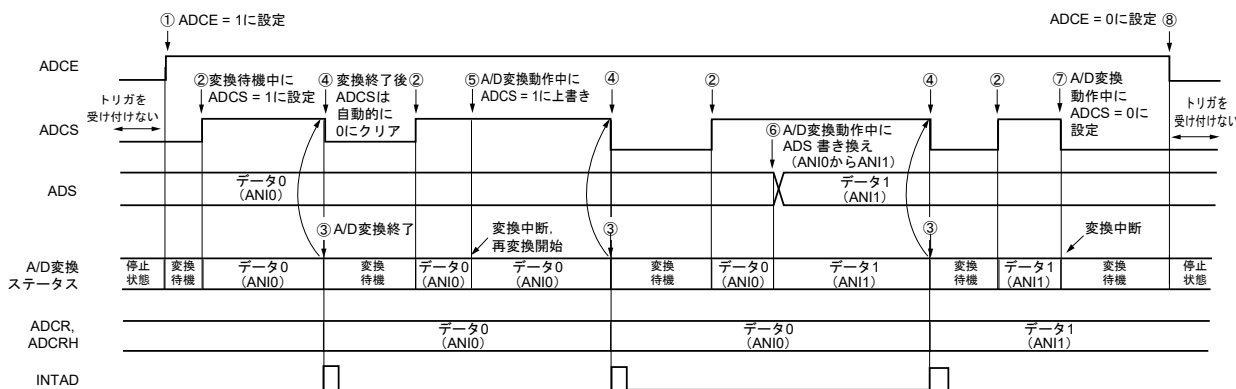 ① ADCE = 1に設定
ADCE = 0に設定 ⑧
ADCE
トリガを
受け付けない
②変換待機中に
ADCS = 1に設定
④ 変換終了後
ADCSは
自動的に
0にクリア
②
⑤A/D変換動作中に
ADCS = 1に上書き
④
②
④
②
⑦ A/D変換
動作中に
ADCS = 0に
設定
トリガを
受け付けない
ADCS
⑥ A/D変換動作中に
ADS 書き換え
(ANI0からANI1)
ADS
データ0
(ANI0)
データ1
(ANI1)
③ A/D変換終了
変換中断,
再変換開始
③
③
変換中断
A/D変換
ステータス
停止
状態
変換
待機
データ0
(ANI0)
変換
待機
データ0
(ANI0)
データ0
(ANI0)
変換
待機
データ0
(ANI0)
データ1
(ANI1)
変換
待機
データ1
(ANI1)
変換
待機
停止
状態
ADCR,
ADCRH
データ0
(ANI0)
データ0
(ANI0)
データ1
(ANI1)
INTAD